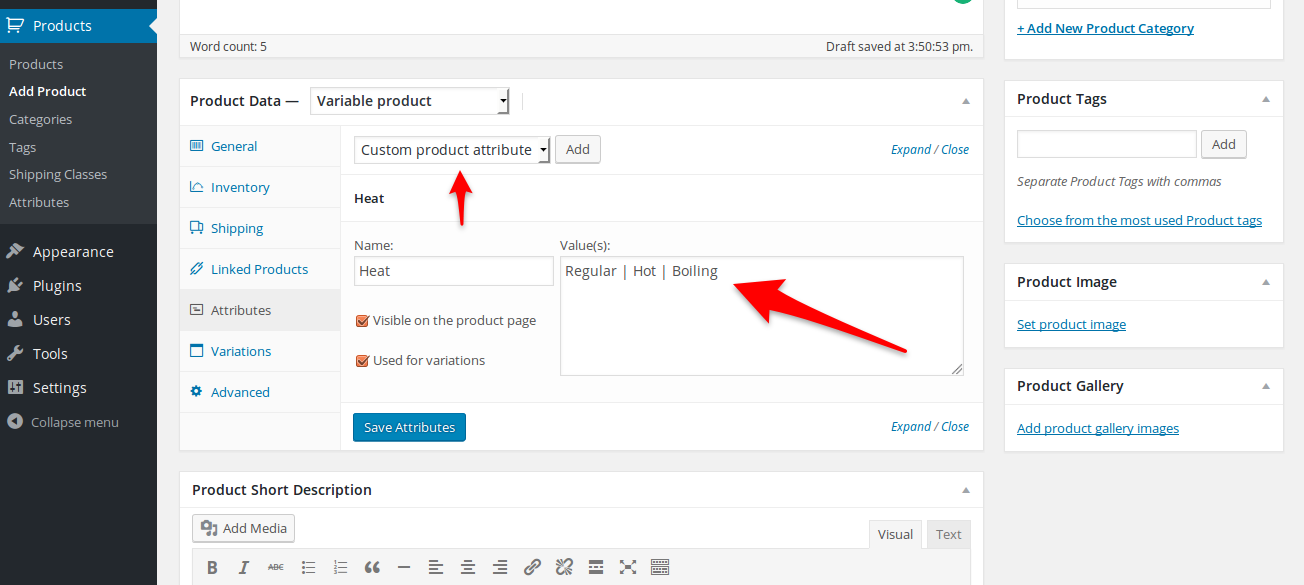 Products
Products
Add Product
Categories
Tags
Shipping Classes
Attributes
Appearance
Plugins
Users
Tools
Settings
Collapse menu
Word count: 5
Draft saved at 3:50:53 pm.
Product Data —
Variable product
General
Inventory
Shipping
Linked Products
Attributes
Variations
Advanced
Custom product attribute
Add
Expand / Close
Heat
Name:
Value(s):
Heat
Regular | Hot | Boiling
Visible on the product page
Used for variations
Save Attributes
Expand / Close
Product Short Description
Add Media
Visual
Text
B
I
ABC
+ Add New Product Category
Product Tags
Add
Separate Product Tags with commas
Choose from the most used Product tags
Product Image
Set product image
Product Gallery
Add product gallery images